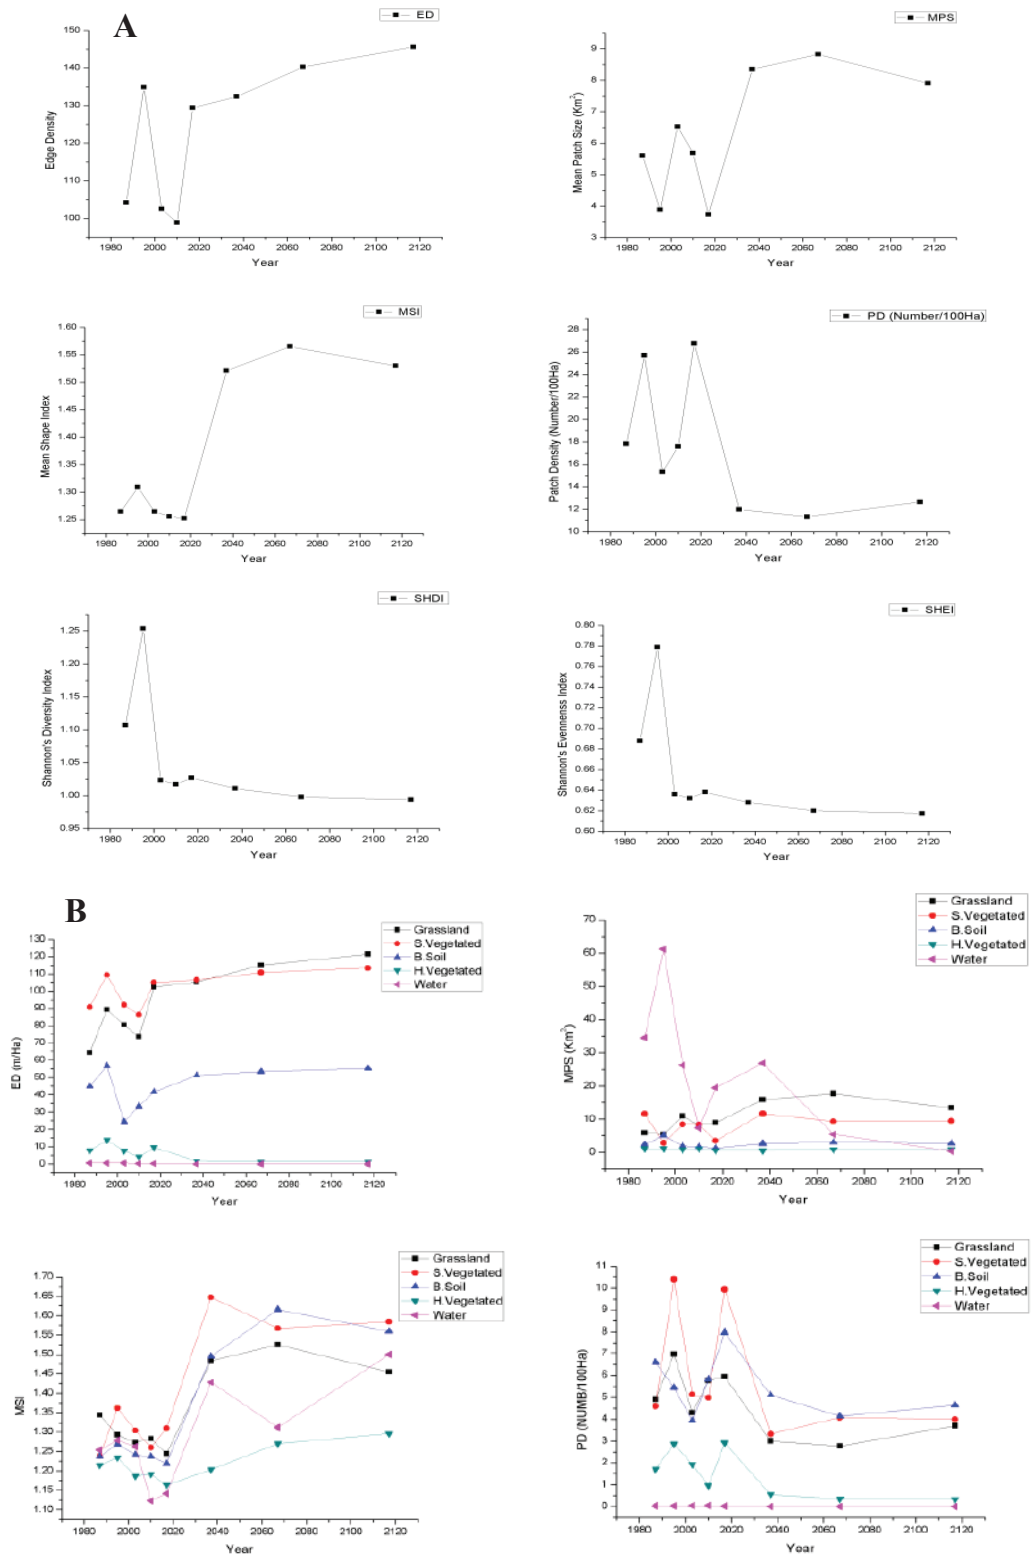 A
ED
150
140
130
120
110
100
Edge Density
1980 2000 2020 2040 2060 2080 2100 2120
Year
MPS
9
8
7
6
5
4
3
Mean Patch Size (Km²)
1980 2000 2020 2040 2060 2080 2100 2120
Year
MSI
1.60
1.55
1.50
1.45
1.40
1.35
1.30
1.25
Mean Shape Index
1980 2000 2020 2040 2060 2080 2100 2120
Year
PD (Number/100Ha)
28
26
24
22
20
18
16
14
12
10
Patch Density (Number/100Ha)
1980 2000 2020 2040 2060 2080 2100 2120
Year
SHDI
1.25
1.20
1.15
1.10
1.05
1.00
0.95
Shannon's Diversity Index
1980 2000 2020 2040 2060 2080 2100 2120
Year
SHEI
0.80
0.78
0.76
0.74
0.72
0.70
0.68
0.66
0.64
0.62
0.60
Shannon's Evennenss Index
1980 2000 2020 2040 2060 2080 2100 2120
Year
B
Grassland
S.Vegetated
B.Soil
H.Vegetated
Water
130
120
110
100
90
80
70
60
50
40
30
20
10
0
ED (m/Ha)
1980 2000 2020 2040 2060 2080 2100 2120
Year
Grassland
S.Vegetated
B.Soil
H.Vegetated
Water
70
60
50
40
30
20
10
0
MPS (Km²)
1980 2000 2020 2040 2060 2080 2100 2120
Year
Grassland
S.Vegetated
B.Soil
H.Vegetated
Water
1.70
1.65
1.60
1.55
1.50
1.45
1.40
1.35
1.30
1.25
1.20
1.15
1.10
MSI
1980 2000 2020 2040 2060 2080 2100 2120
Year
Grassland
S.Vegetated
B.Soil
H.Vegetated
Water
11
10
9
8
7
6
5
4
3
2
1
0
PD (NUMB/100Ha)
1980 2000 2020 2040 2060 2080 2100 2120
Year